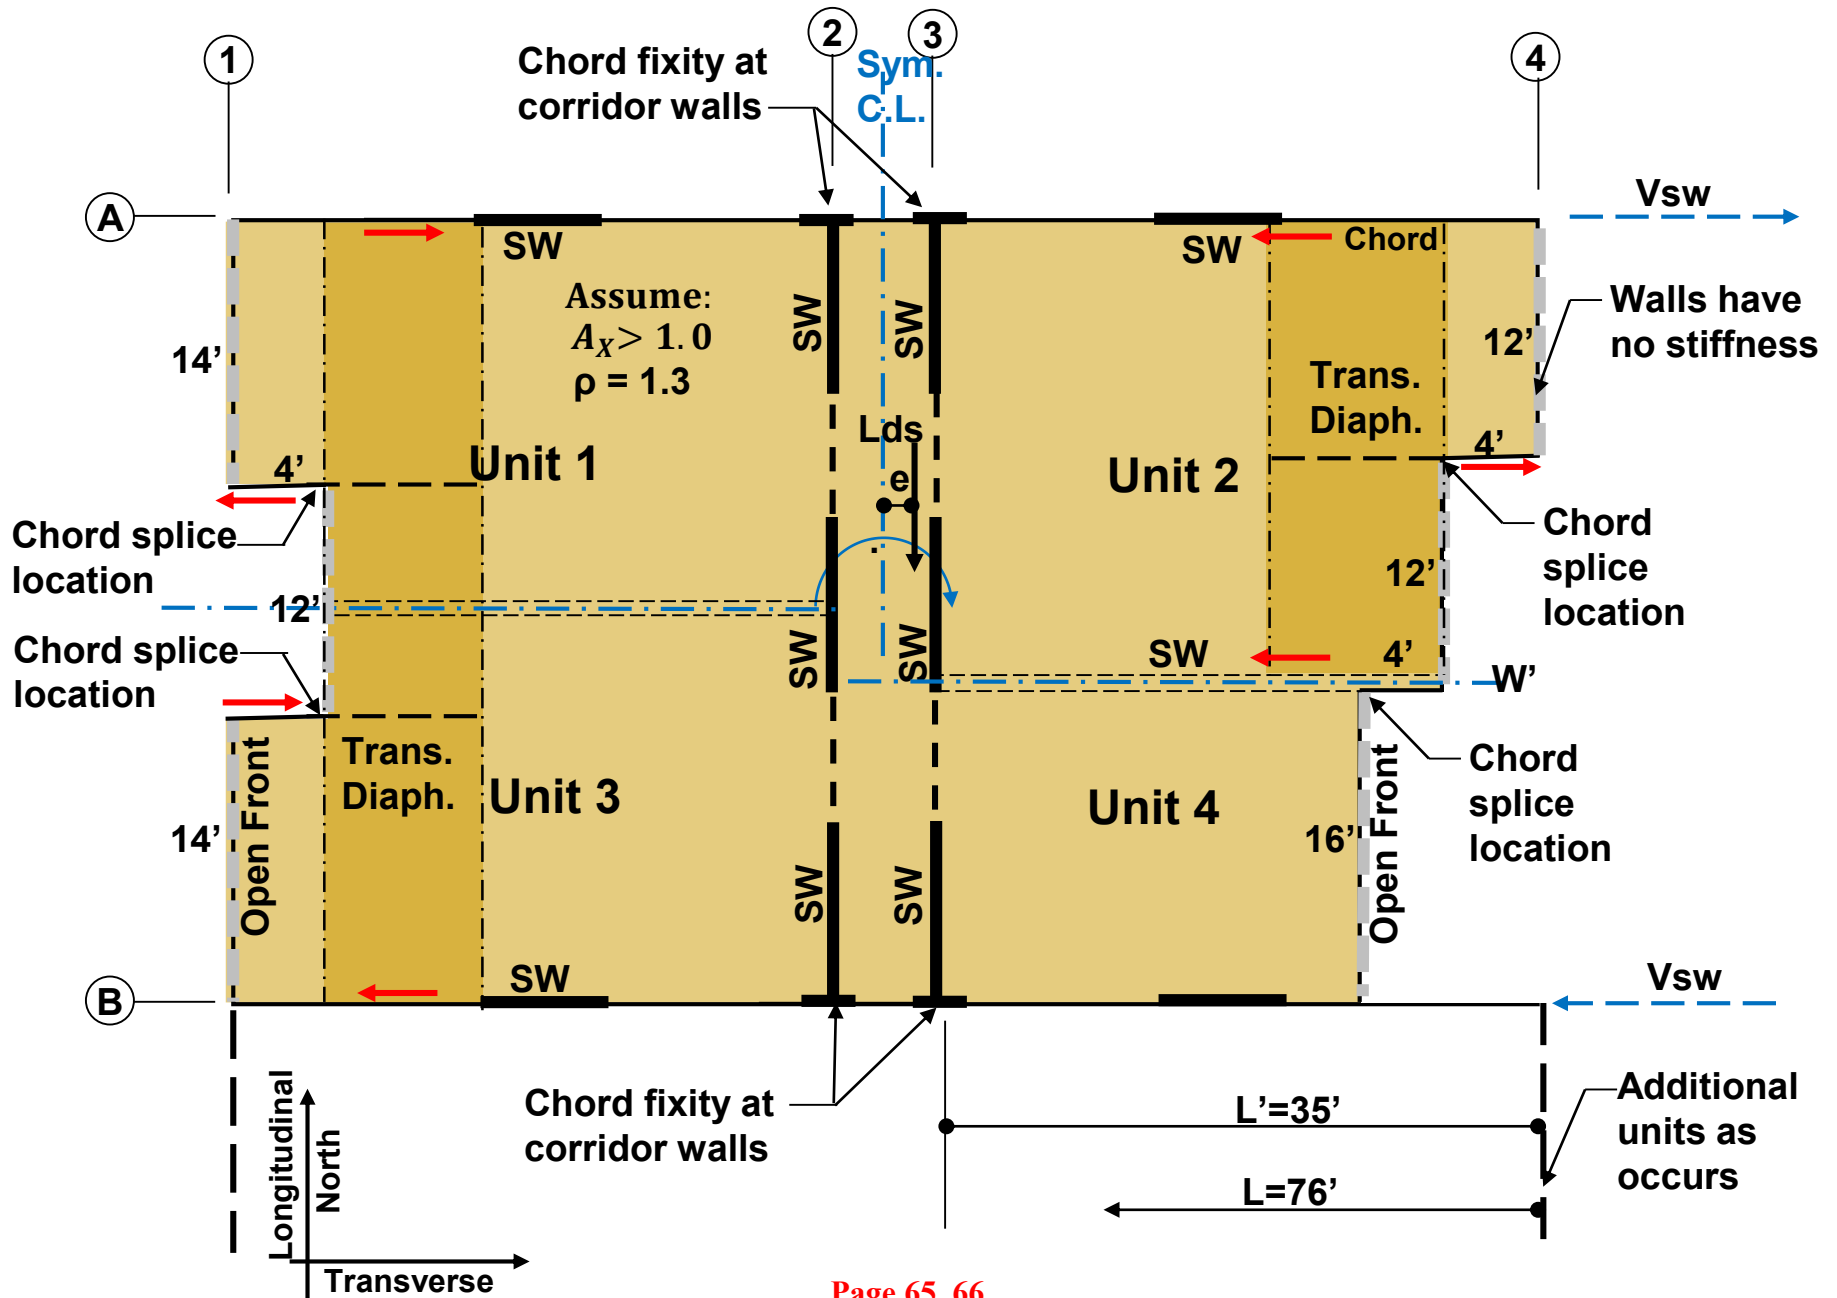 1
2
3
4
Chord fixity at
corridor walls
Sym.
C.L.
A
Vsw
SW
SW
Chord
Assume:
A_X > 1.0
ρ = 1.3
SW
SW
Walls have
no stiffness
14'
12'
Trans.
Diaph.
Lds
e
.
4'
Unit 1
Unit 2
4'
Chord splice
location
Chord
splice
location
12'
12'
Chord splice
location
SW
SW
SW
4'
W'
Open Front
Trans.
Diaph.
Unit 3
Unit 4
14'
16'
Open Front
Chord
splice
location
SW
SW
SW
B
Vsw
Chord fixity at
corridor walls
L'=35'
L=76'
Additional
units as
occurs
Longitudinal
North
Transverse
Page 65, 66